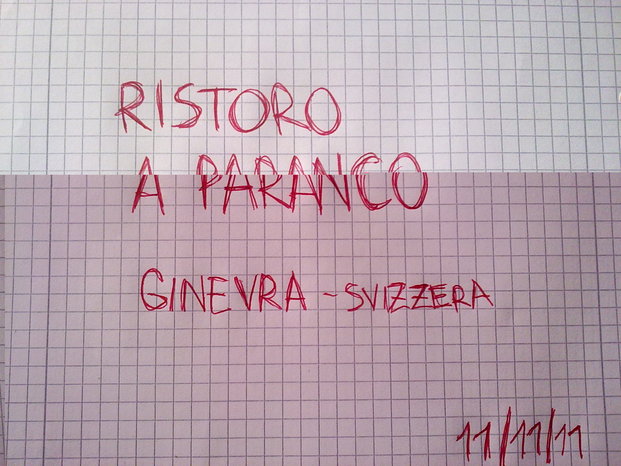 RISTORO
A PARANCO
GINEVRA - SVIZZERA
11/11/11